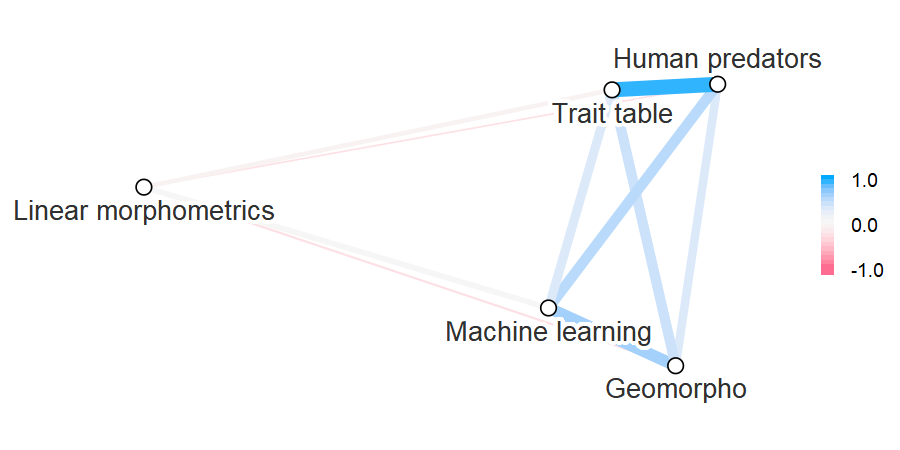 Human predators
Trait table
1.0
Linear morphometrics
0.0
-1.0
Machine learning
Geomorpho